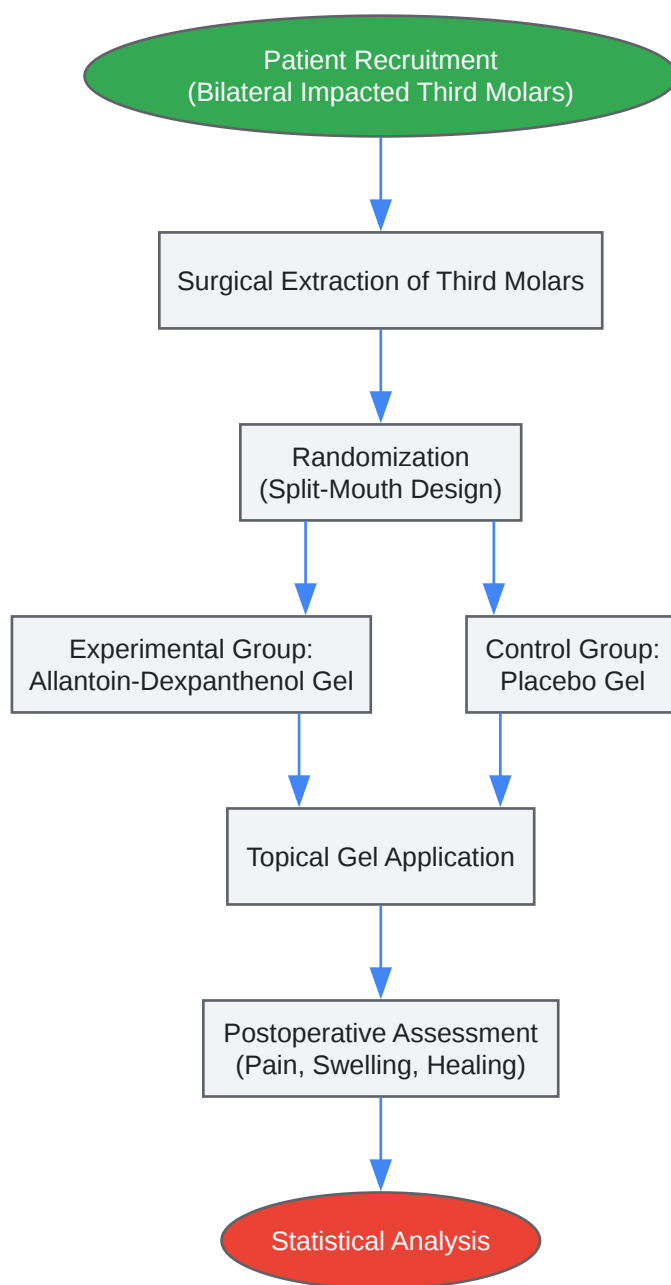 Patient Recruitment
(Bilateral Impacted Third Molars)
Surgical Extraction of Third Molars
Randomization
(Split-Mouth Design)
Experimental Group:
Allantoin-Dexpanthenol Gel
Control Group:
Placebo Gel
Topical Gel Application
Postoperative Assessment
(Pain, Swelling, Healing)
Statistical Analysis